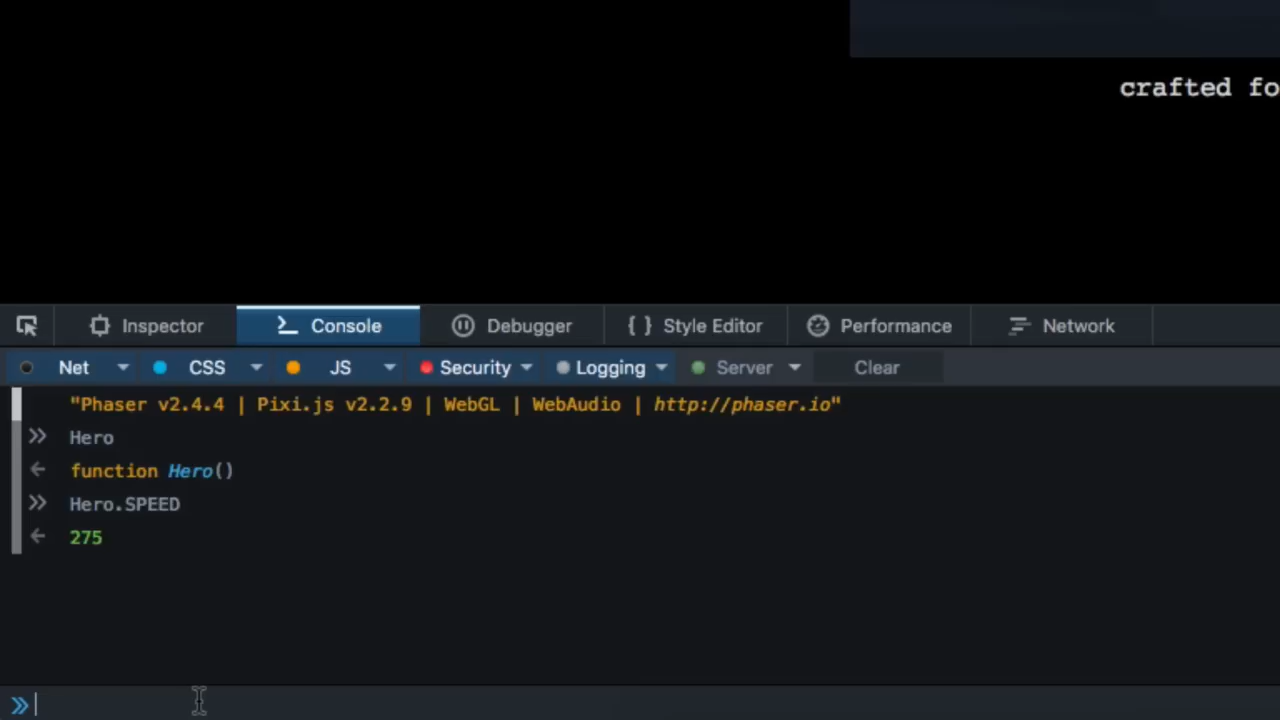 crafted fo
Inspector Console Debugger { } Style Editor Performance Network
Net CSS JS Security Logging Server Clear
"Phaser v2.4.4 | Pixi.js v2.2.9 | WebGL | WebAudio | http://phaser.io"
Hero
function Hero()
Hero.SPEED
275